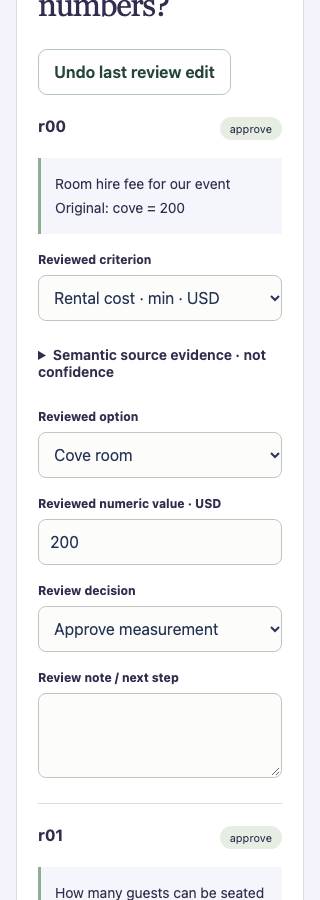 numbers?
Undo last review edit
r00
approve
Room hire fee for our event
Original: cove = 200
Reviewed criterion
Rental cost · min · USD
Semantic source evidence · not
confidence
Reviewed option
Cove room
Reviewed numeric value · USD
200
Review decision
Approve measurement
Review note / next step
r01
approve
How many guests can be seated